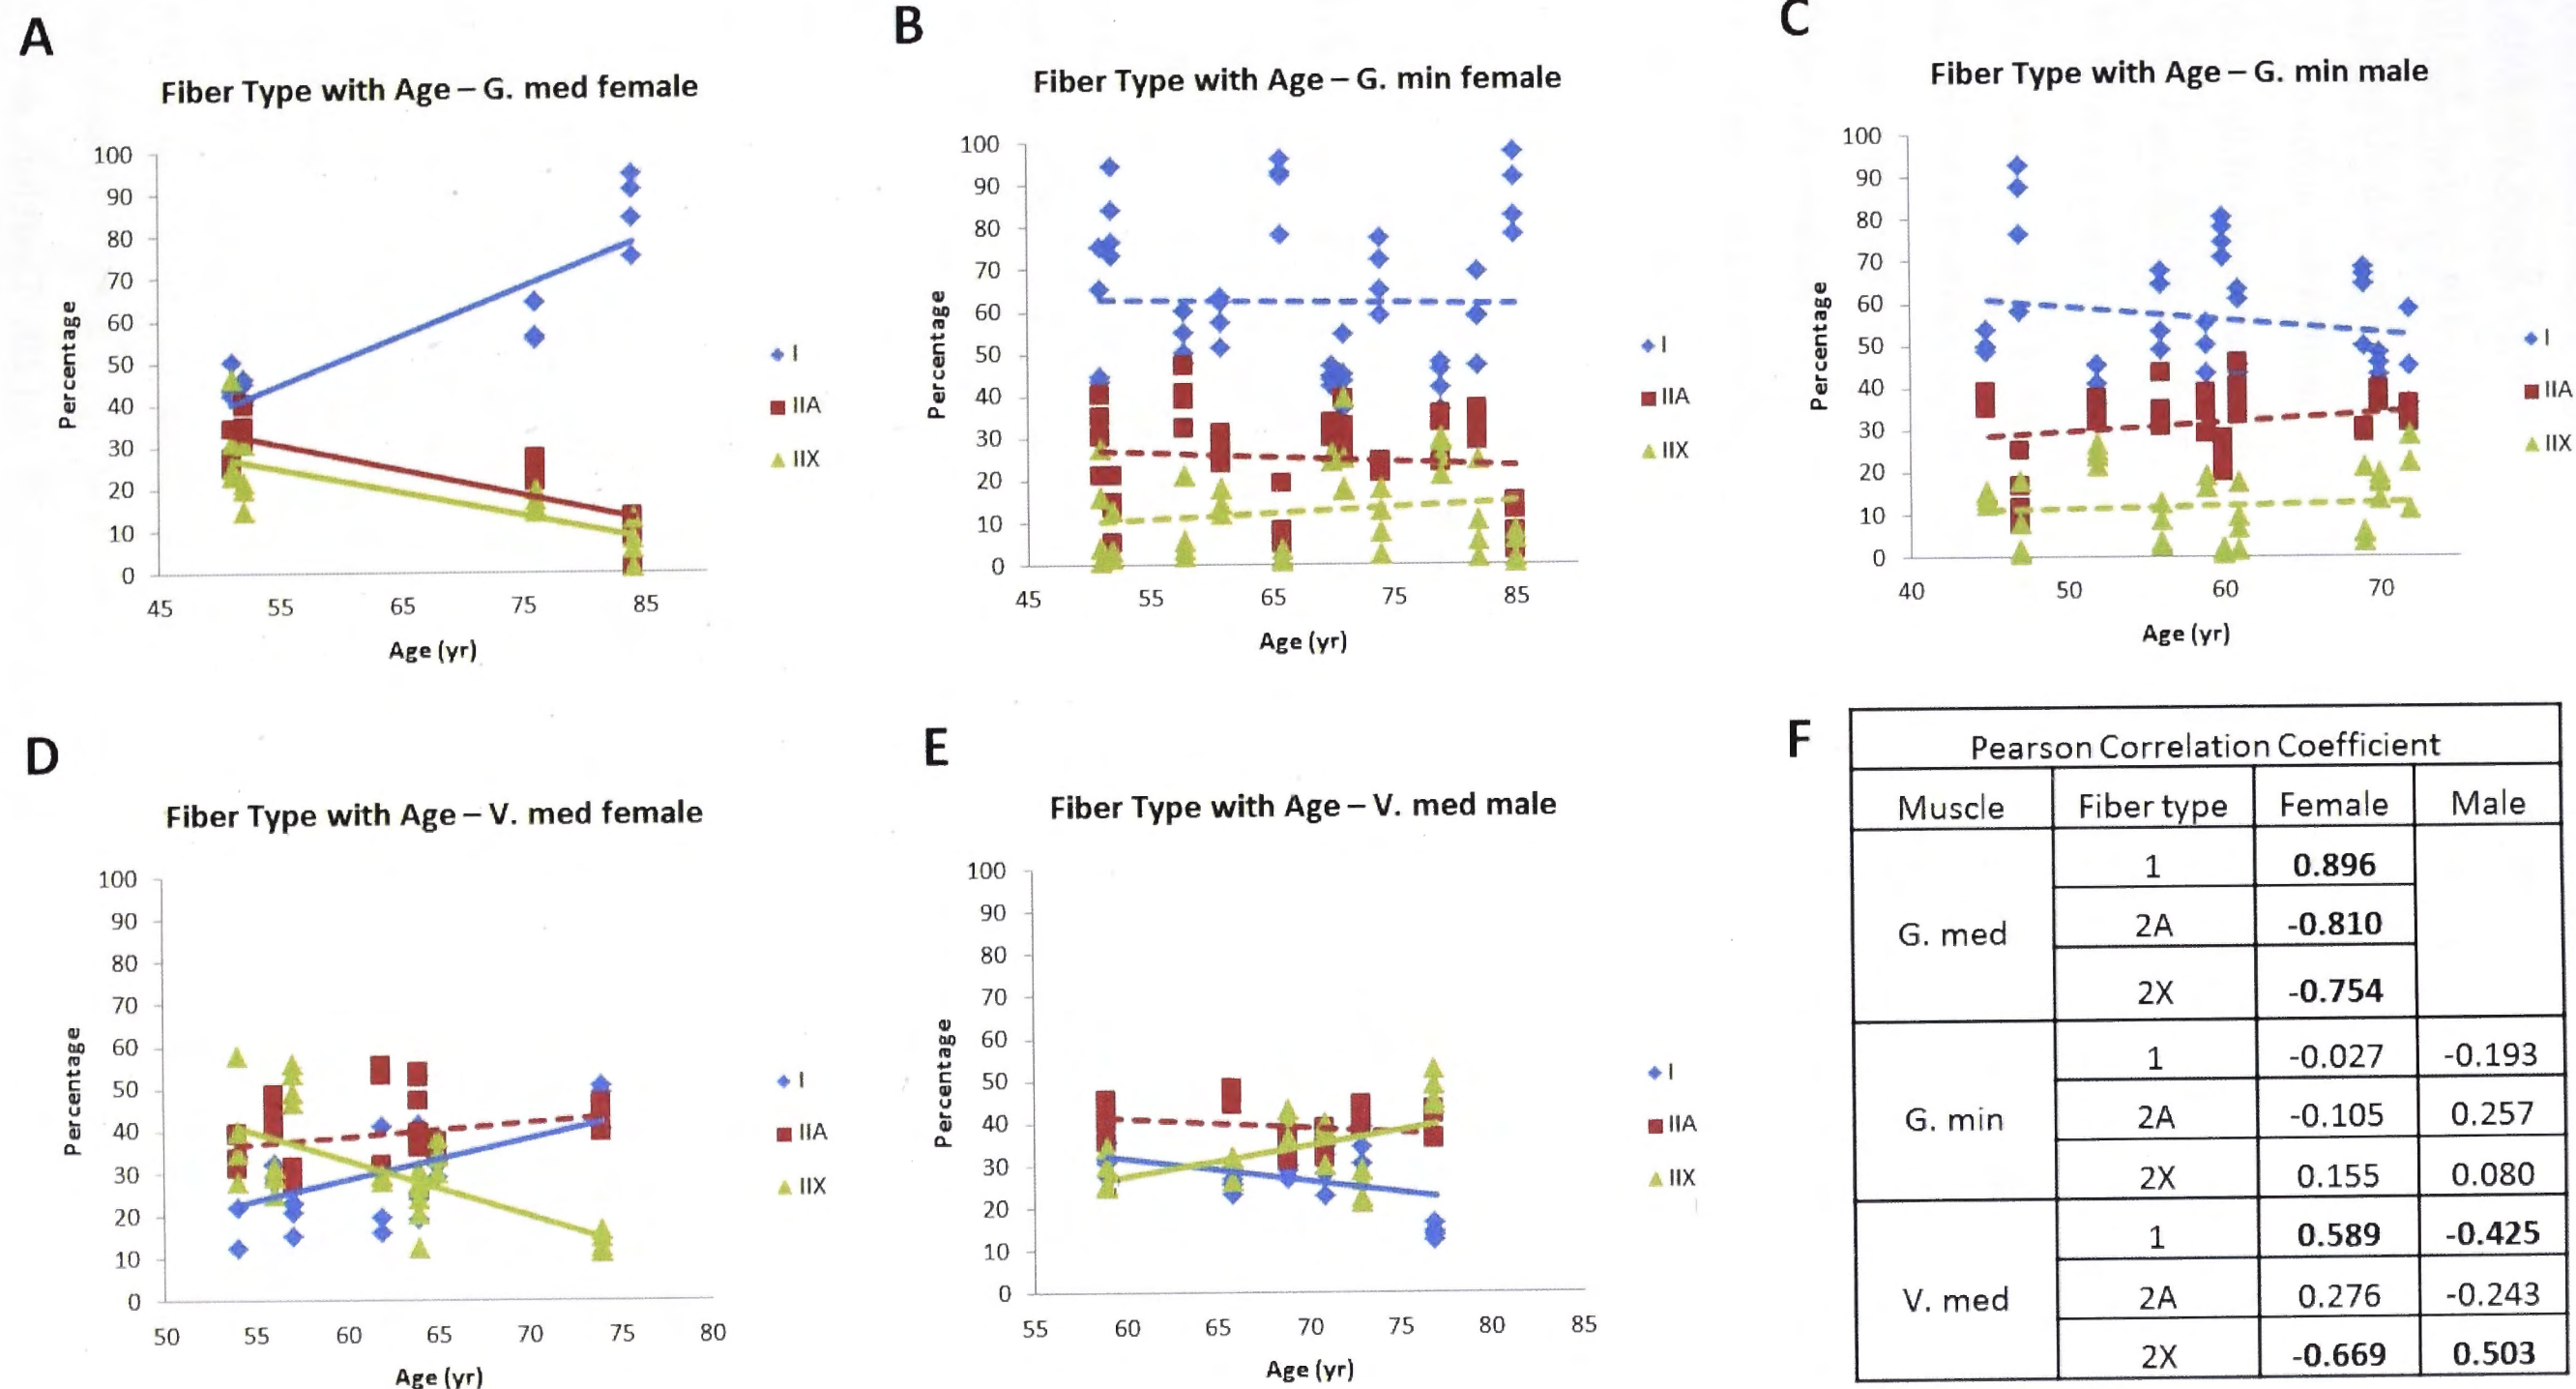 A
Fiber Type with Age – G. med female
Percentage
100
90
80
70
60
50
40
30
20
10
0
45 55 65 75 85
Age (yr)
I
IIA
IIX
B
Fiber Type with Age – G. min female
Percentage
100
90
80
70
60
50
40
30
20
10
0
45 55 65 75 85
Age (yr)
I
IIA
IIX
C
Fiber Type with Age – G. min male
Percentage
100
90
80
70
60
50
40
30
20
10
0
40 50 60 70
Age (yr)
I
IIA
IIX
D
Fiber Type with Age – V. med female
Percentage
100
90
80
70
60
50
40
30
20
10
0
50 55 60 65 70 75 80
Age (yr)
I
IIA
IIX
E
Fiber Type with Age – V. med male
Percentage
100
90
80
70
60
50
40
30
20
10
0
55 60 65 70 75 80 85
Age (yr)
I
IIA
IIX
F
Pearson Correlation Coefficient
Muscle Fiber type Female Male
G. med
1 0.896
2A -0.810
2X -0.754
G. min
1 -0.027 -0.193
2A -0.105 0.257
2X 0.155 0.080
V. med
1 0.589 -0.425
2A 0.276 -0.243
2X -0.669 0.503